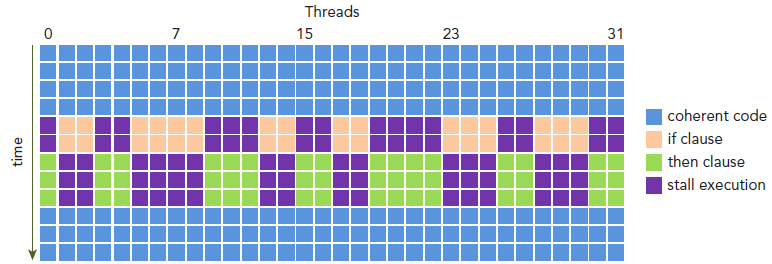 Threads
0 7 15 23 31
time
coherent code
if clause
then clause
stall execution